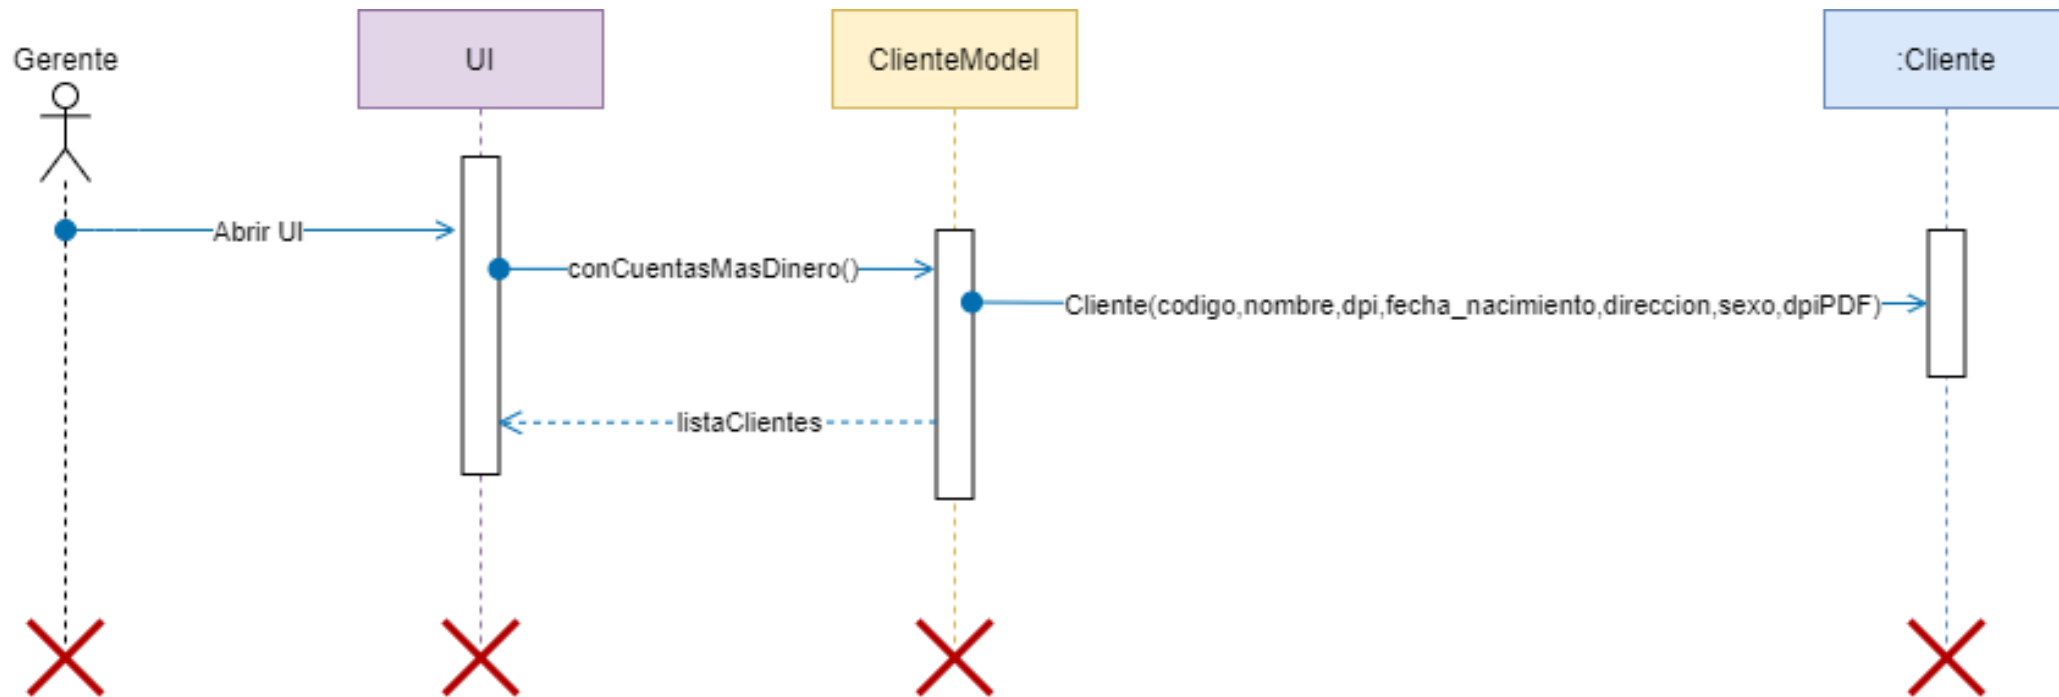 Gerente
UI
ClienteModel
:Cliente
Abrir UI
conCuentasMasDinero()
Cliente(codigo,nombre,dpi,fecha_nacimiento,direccion,sexo,dpiPDF)
listaClientes